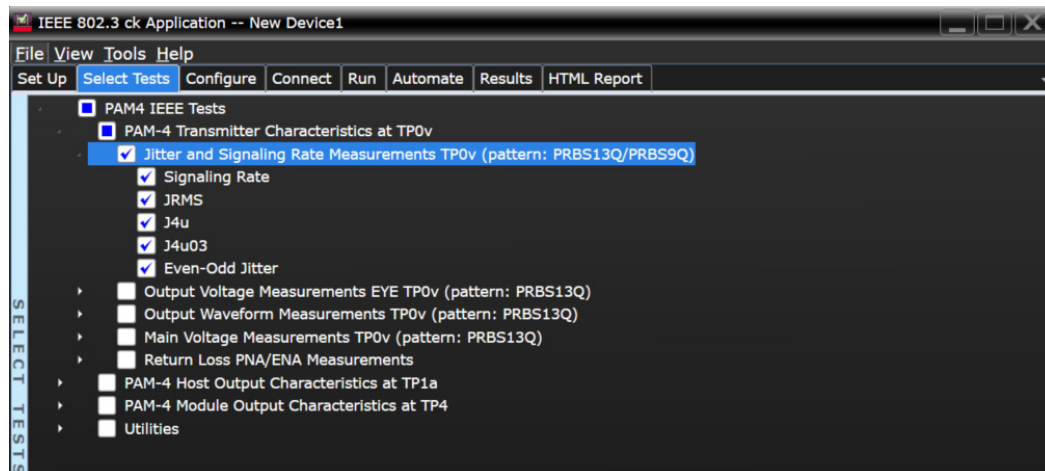 IEEE 802.3 ck Application -- New Device1
File View Tools Help
Set Up Select Tests Configure Connect Run Automate Results HTML Report
PAM4 IEEE Tests
PAM-4 Transmitter Characteristics at TP0v
Jitter and Signaling Rate Measurements TP0v (pattern: PRBS13Q/PRBS9Q)
Signaling Rate
JRMS
J4u
J4u03
Even-Odd Jitter
Output Voltage Measurements EYE TP0v (pattern: PRBS13Q)
Output Waveform Measurements TP0v (pattern: PRBS13Q)
Main Voltage Measurements TP0v (pattern: PRBS13Q)
Return Loss PNA/ENA Measurements
PAM-4 Host Output Characteristics at TP1a
PAM-4 Module Output Characteristics at TP4
Utilities
SELECT TESTS